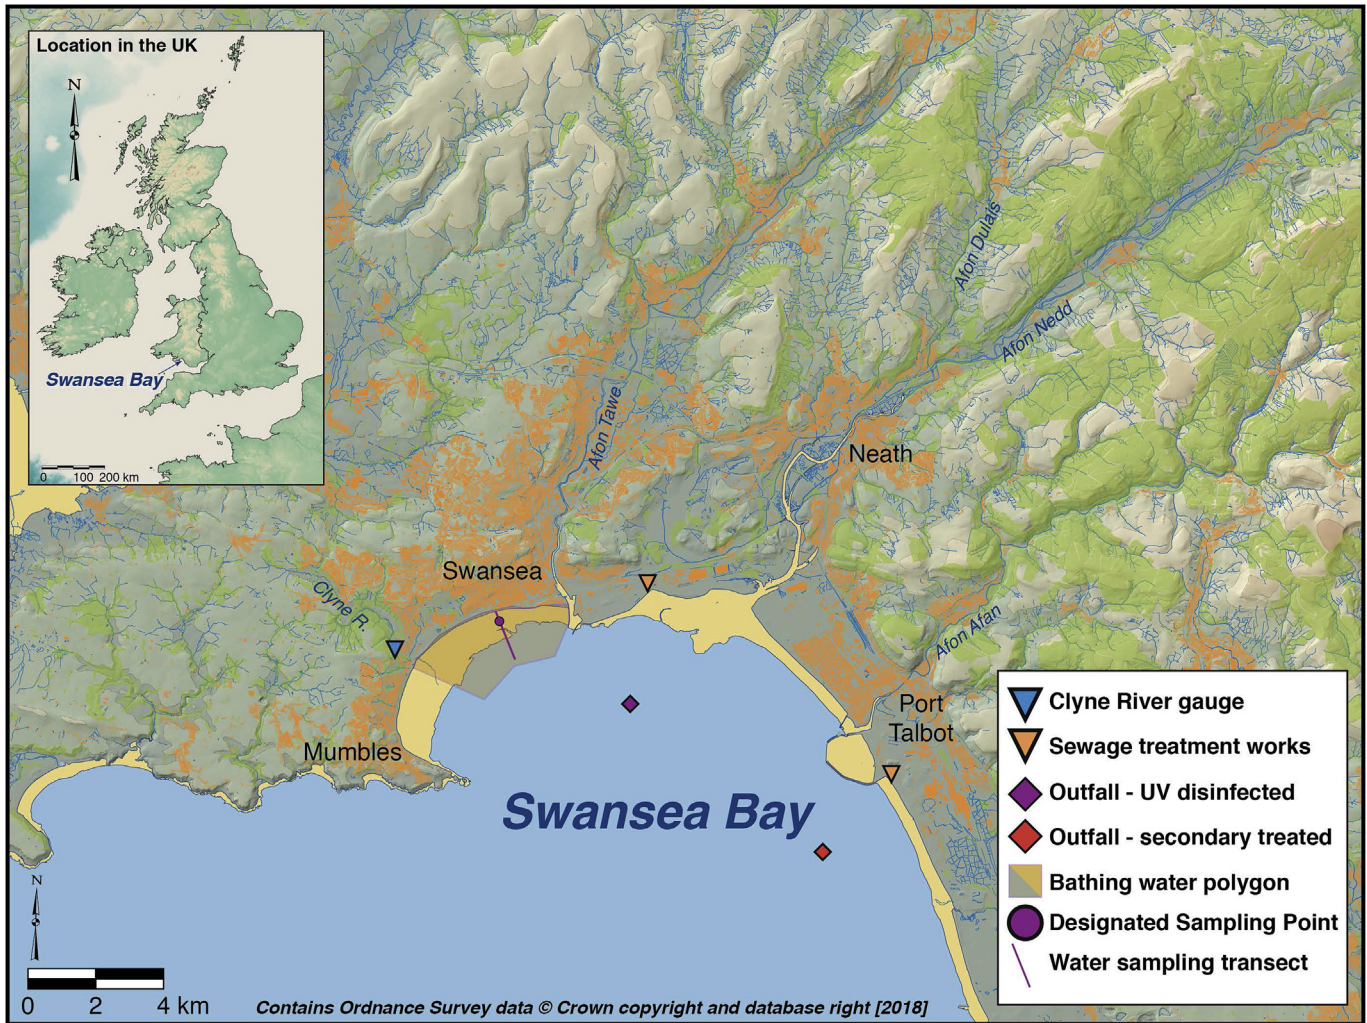 Location in the UK
N
Swansea Bay
0 100 200 km
Afon Dulais
Afon Nedd
Afon Tawe
Neath
Swansea
Clyne R.
Afon Afan
Port
Talbot
Mumbles
Swansea Bay
Clyne River gauge
Sewage treatment works
Outfall - UV disinfected
Outfall - secondary treated
Bathing water polygon
Designated Sampling Point
Water sampling transect
N
0 2 4 km
Contains Ordnance Survey data © Crown copyright and database right [2018]